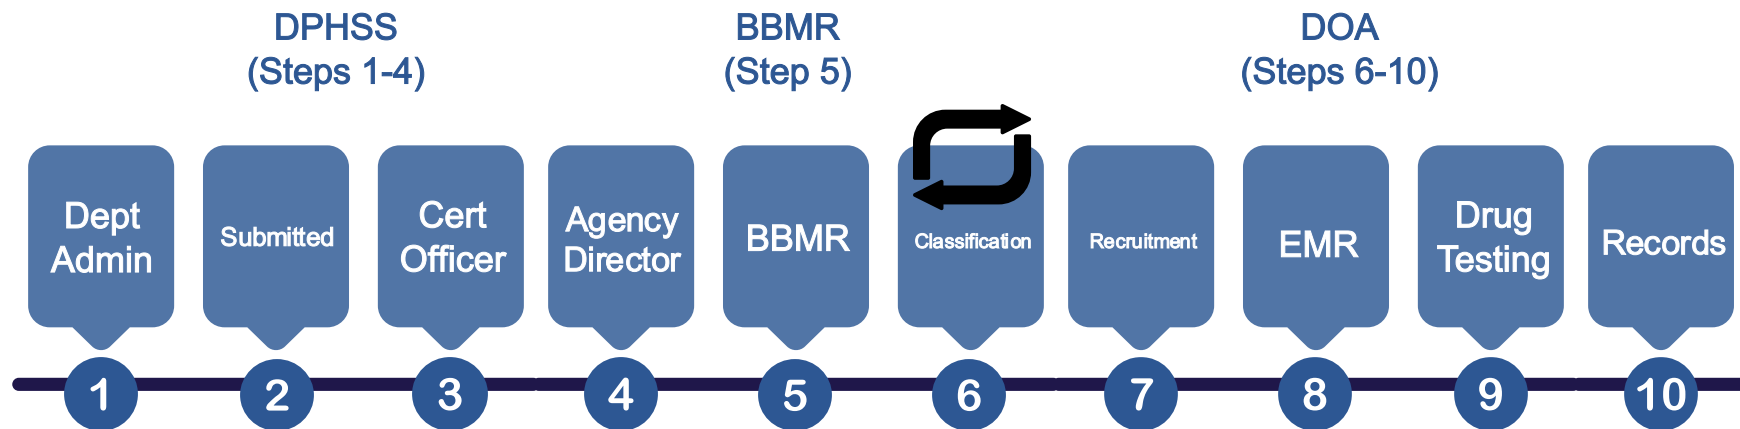 DPHSS
(Steps 1-4)
BBMR
(Step 5)
DOA
(Steps 6-10)
Dept
Admin
Submitted
Cert
Officer
Agency
Director
BBMR
Classification
Recruitment
EMR
Drug
Testing
Records
1
2
3
4
5
6
7
8
9
10